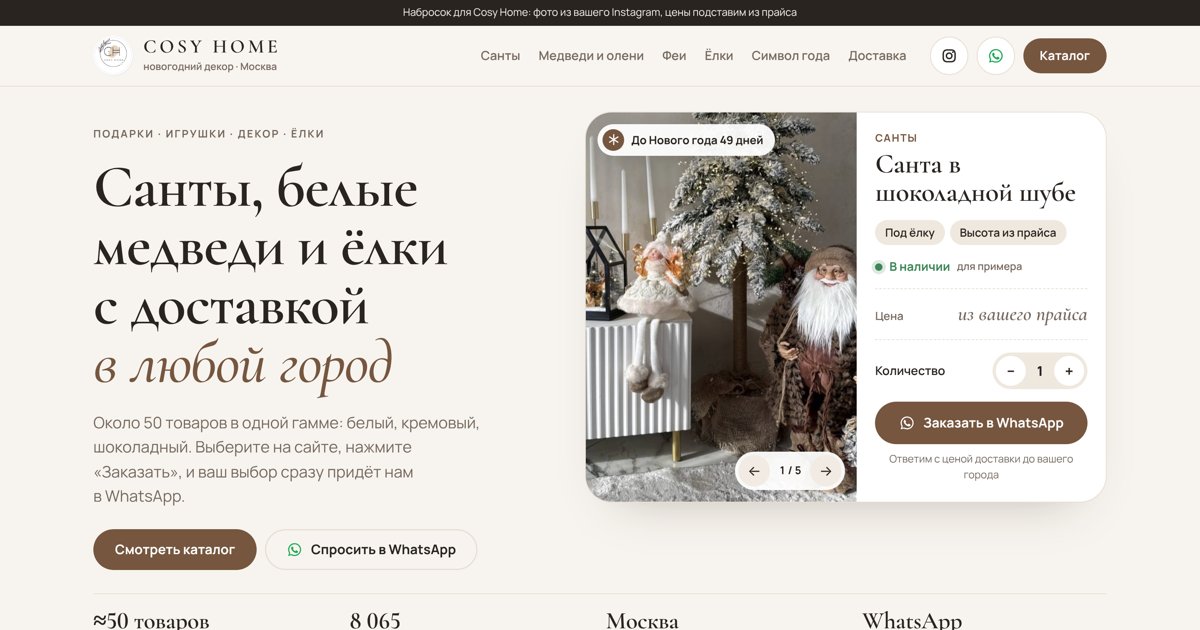 Набросок для Cosy Home: фото из вашего Instagram, цены подставим из прайса
COSY HOME
новогодний декор · Москва
Санты
Медведи и олени
Феи
Ёлки
Символ года
Доставка
Каталог
ПОДАРКИ · ИГРУШКИ · ДЕКОР · ЁЛКИ
Санты, белые
медведи и ёлки
с доставкой
в любой город
Около 50 товаров в одной гамме: белый, кремовый,
шоколадный. Выберите на сайте, нажмите
«Заказать», и ваш выбор сразу придёт нам
в WhatsApp.
Смотреть каталог
Спросить в WhatsApp
До Нового года 49 дней
1 / 5
САНТЫ
Санта в
шоколадной шубе
Под ёлку
Высота из прайса
В наличии для примера
Цена из вашего прайса
Количество − 1 +
Заказать в WhatsApp
Ответим с ценой доставки до вашего
города
≈50 товаров
8 065
Москва
WhatsApp